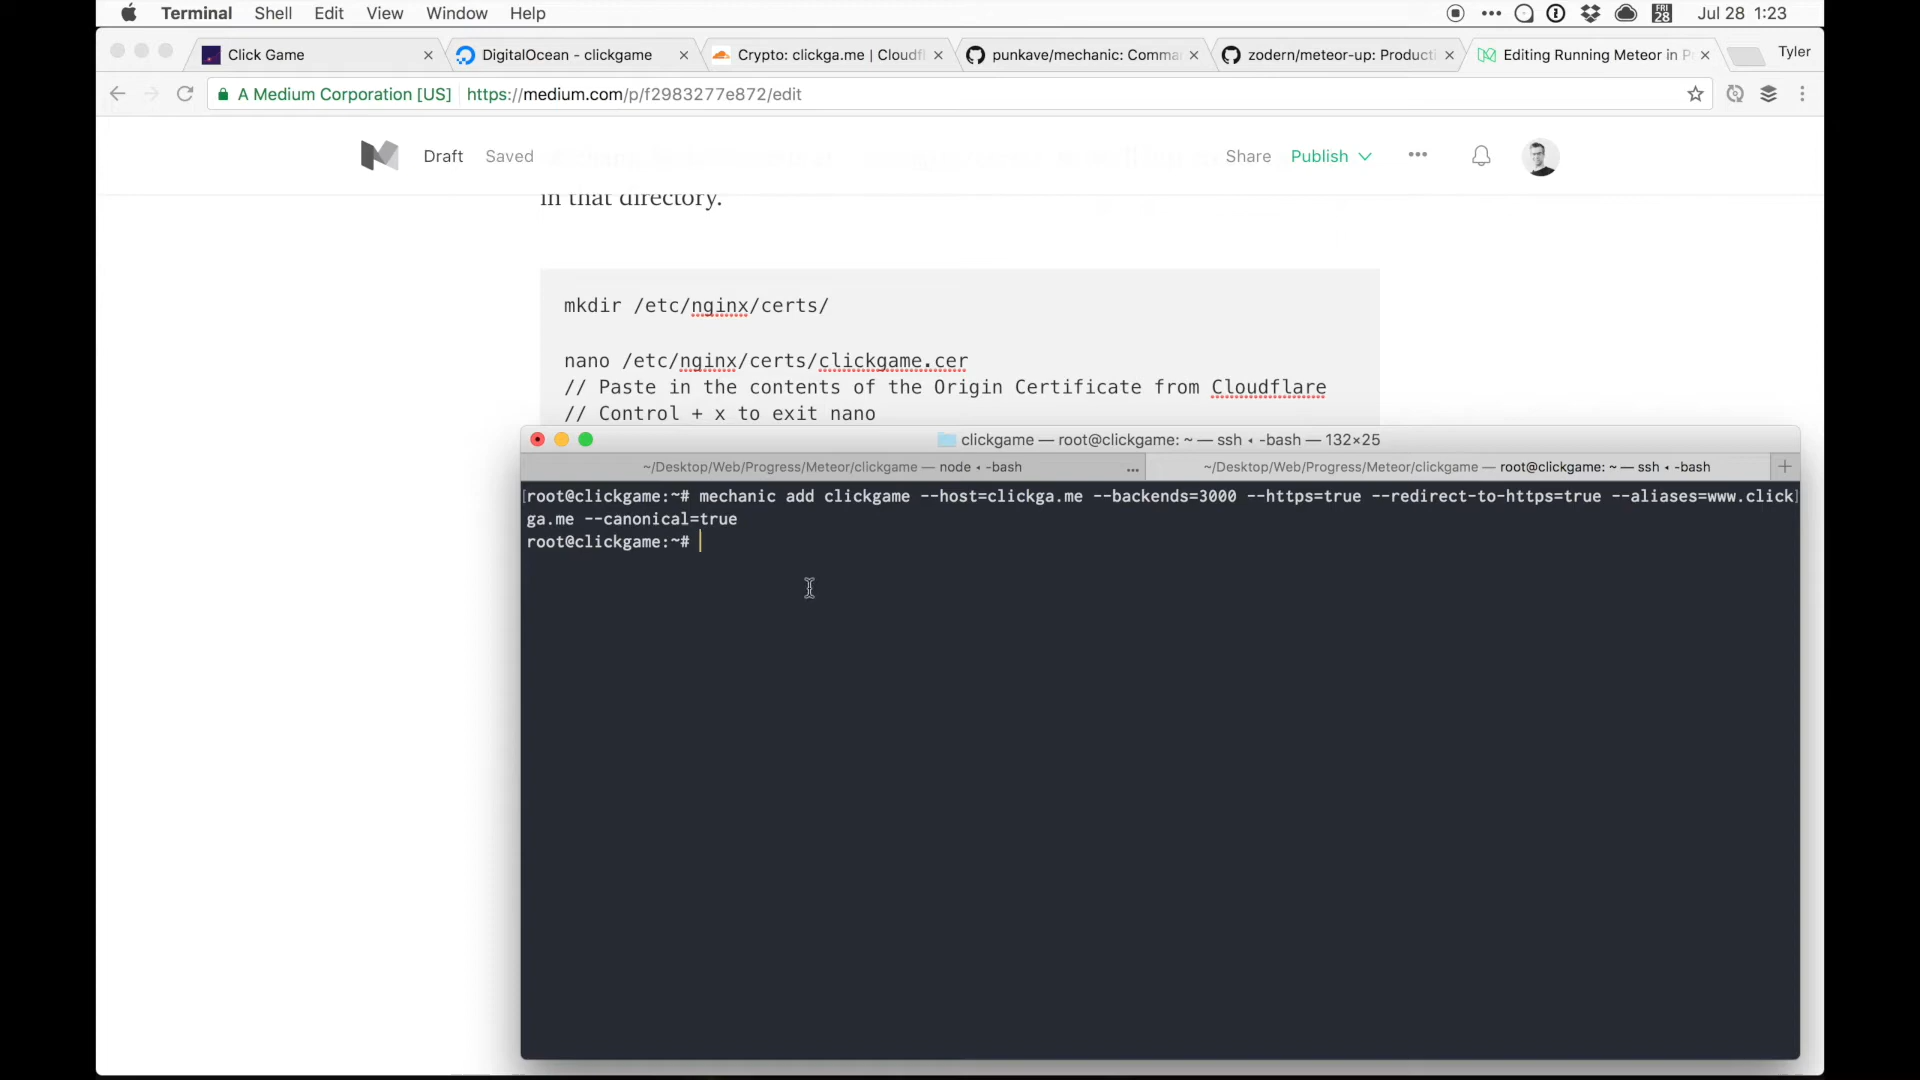 Terminal Shell Edit View Window Help
FRI 28
Jul 28 1:23
Click Game
DigitalOcean - clickgame
Crypto: clickga.me | Cloudf
punkave/mechanic: Comma
zodern/meteor-up: Producti
Editing Running Meteor in P
Tyler
A Medium Corporation [US] https://medium.com/p/f2983277e872/edit
Draft Saved
Share Publish
in that directory.
mkdir /etc/nginx/certs/
nano /etc/nginx/certs/clickgame.cer
// Paste in the contents of the Origin Certificate from Cloudflare
// Control + x to exit nano
clickgame — root@clickgame: ~ — ssh ◂ -bash — 132×25
~/Desktop/Web/Progress/Meteor/clickgame — node ◂ -bash ...
~/Desktop/Web/Progress/Meteor/clickgame — root@clickgame: ~ — ssh ◂ -bash
[root@clickgame:~# mechanic add clickgame --host=clickga.me --backends=3000 --https=true --redirect-to-https=true --aliases=www.click]
ga.me --canonical=true
root@clickgame:~#